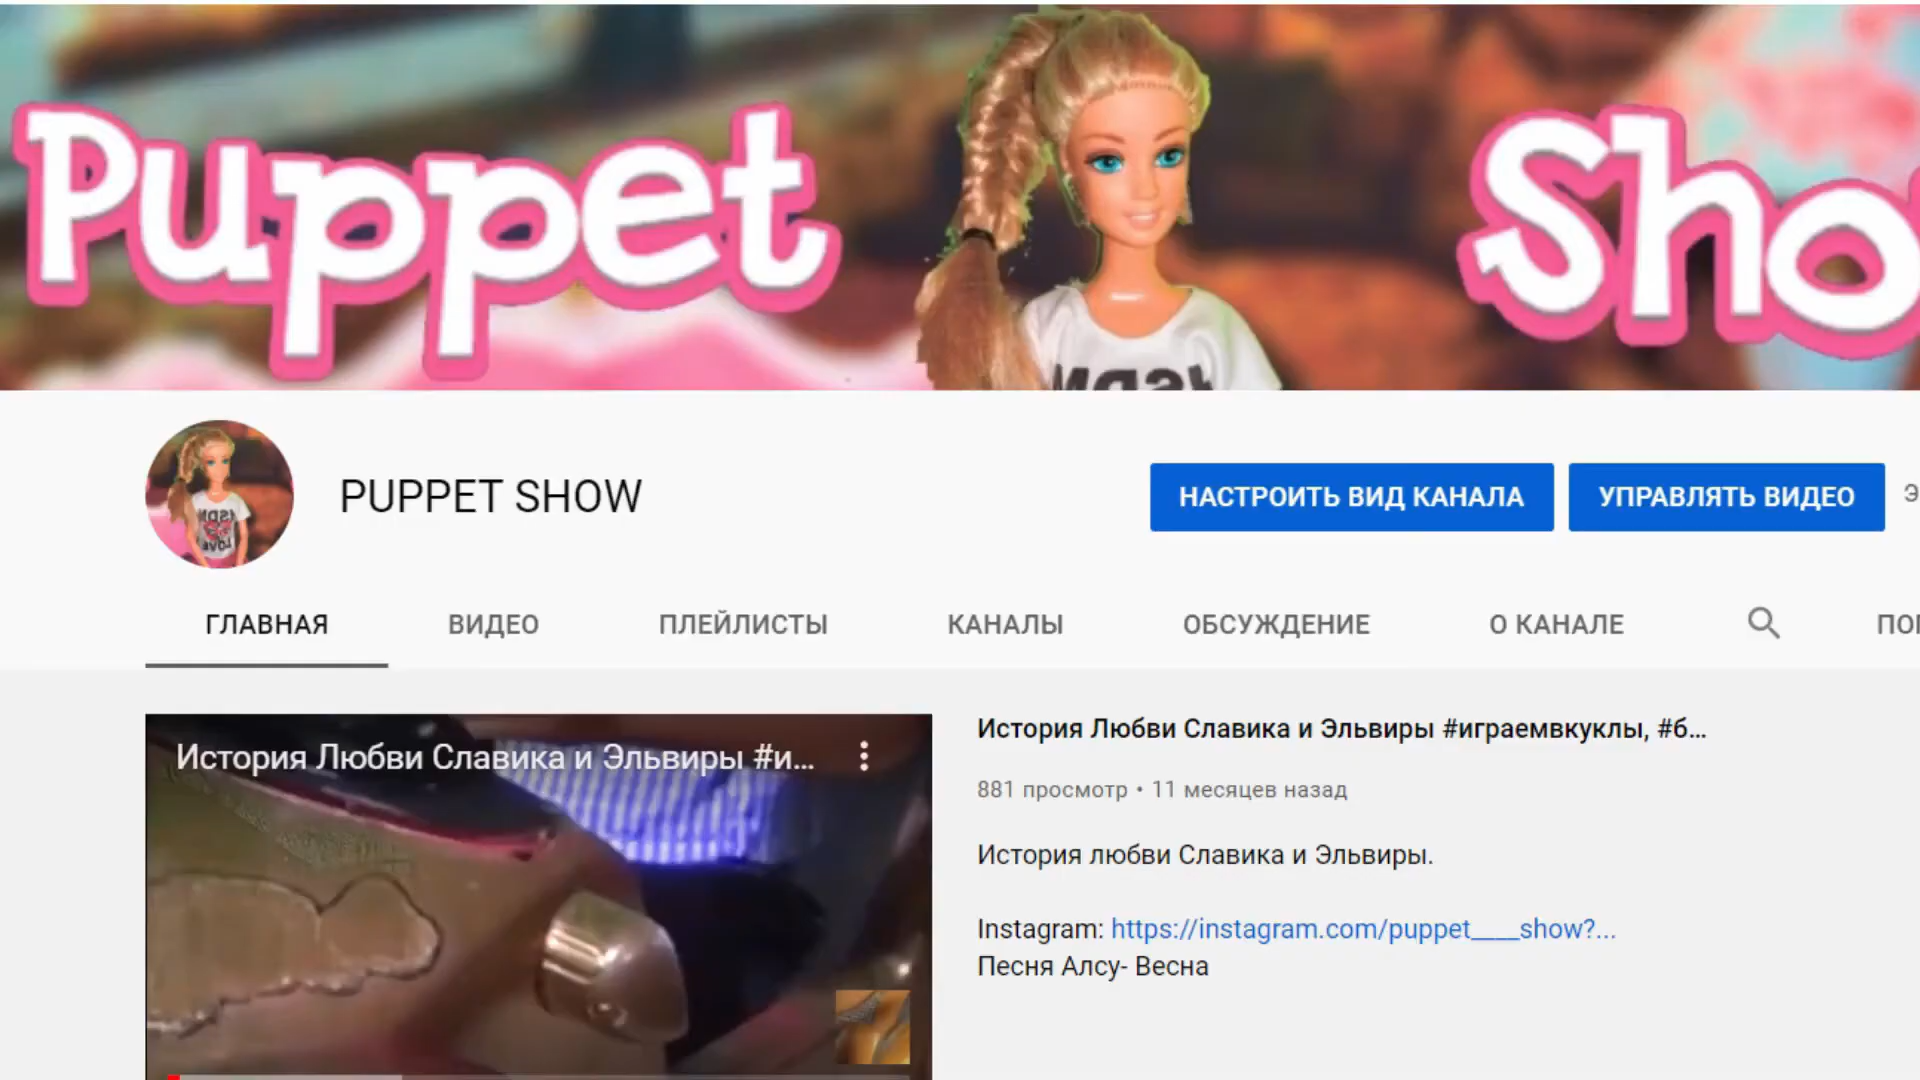 Puppet Sho
PUPPET SHOW
НАСТРОИТЬ ВИД КАНАЛА
УПРАВЛЯТЬ ВИДЕО
ГЛАВНАЯ
ВИДЕО
ПЛЕЙЛИСТЫ
КАНАЛЫ
ОБСУЖДЕНИЕ
О КАНАЛЕ
История Любви Славика и Эльвиры #и...
История Любви Славика и Эльвиры #играемвкуклы, #б...
881 просмотр • 11 месяцев назад
История любви Славика и Эльвиры.
Instagram: https://instagram.com/puppet____show?...
Песня Алсу- Весна